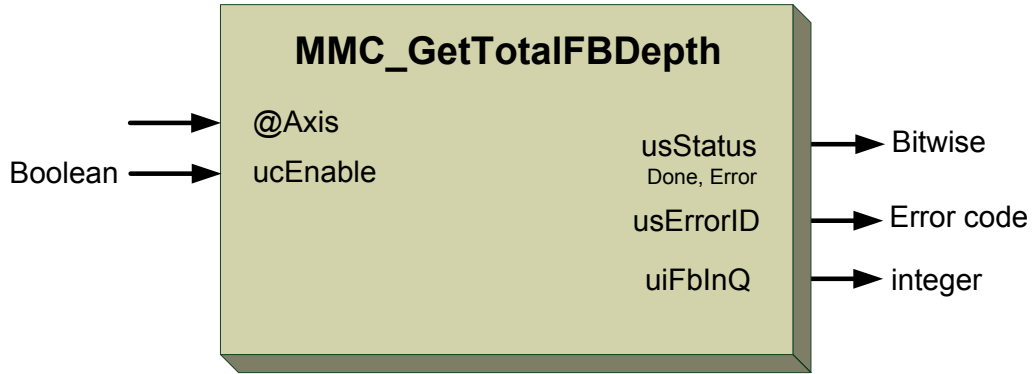 MMC_GetTotalFBDepth
@Axis
Boolean
ucEnable
usStatus
Bitwise
Done, Error
usErrorID
Error code
uiFbInQ
integer